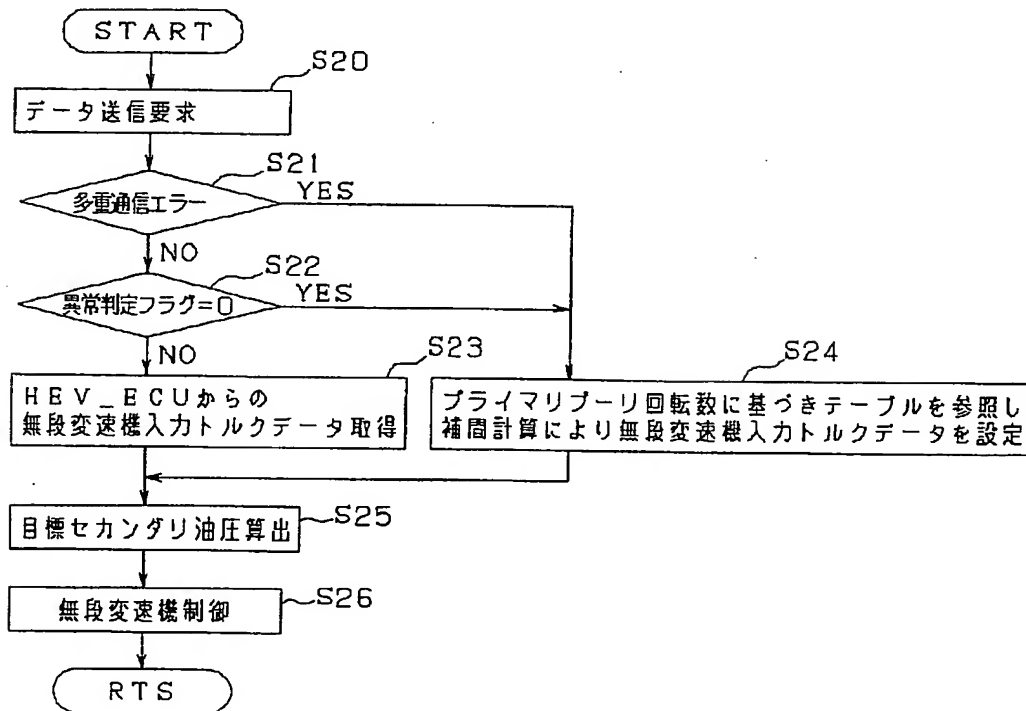 START
S20
データ送信要求
S21
多重通信エラー
YES
NO
S22
異常判定フラグ=0
YES
NO
S23
HEV_ECUからの
無段変速機入力トルクデータ取得
S24
プライマリプーリ回転数に基づきテーブルを参照し
補間計算により無段変速機入力トルクデータを設定
S25
目標セカンダリ油圧算出
S26
無段変速機制御
RTS